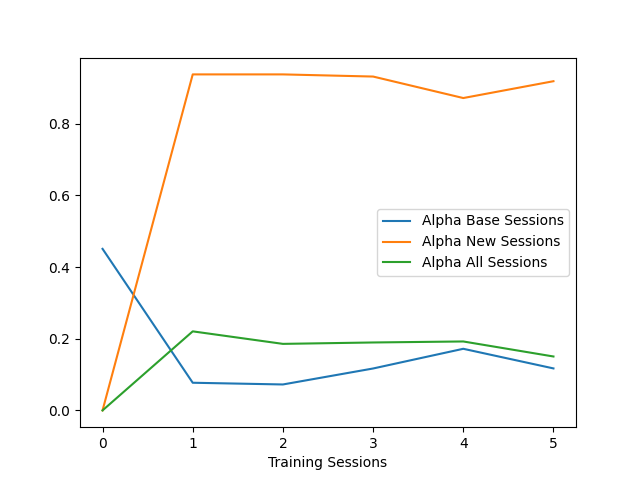 0.8
0.6
0.4
0.2
0.0
Alpha Base Sessions
Alpha New Sessions
Alpha All Sessions
0 1 2 3 4 5
Training Sessions